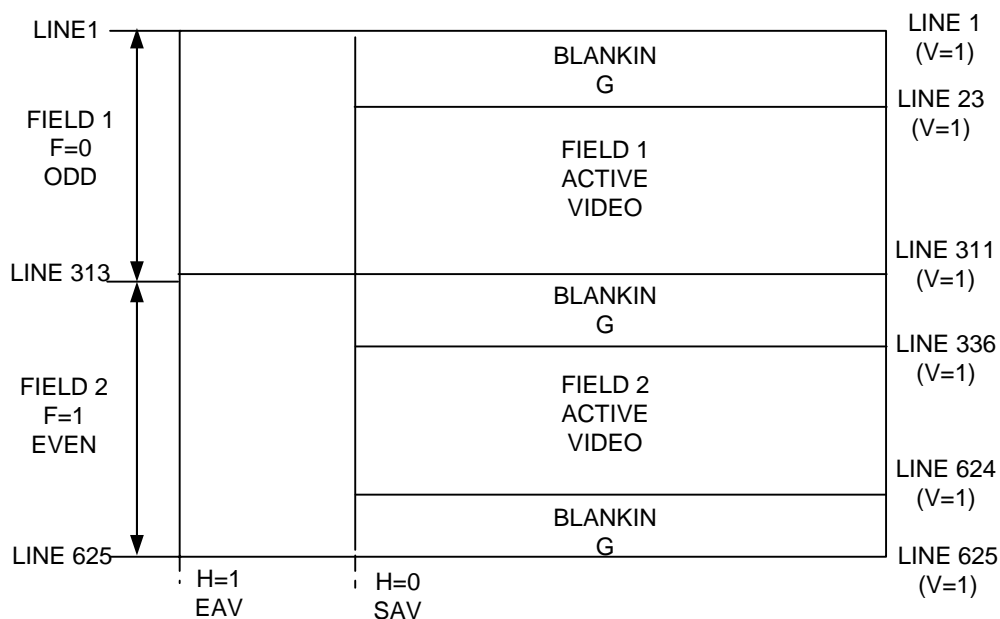 LINE1
LINE 1
(V=1)
BLANKIN
G
LINE 23
(V=1)
FIELD 1
F=0
ODD
FIELD 1
ACTIVE
VIDEO
LINE 313
LINE 311
(V=1)
BLANKIN
G
LINE 336
(V=1)
FIELD 2
F=1
EVEN
FIELD 2
ACTIVE
VIDEO
LINE 624
(V=1)
BLANKIN
G
LINE 625
LINE 625
(V=1)
H=1
EAV
H=0
SAV